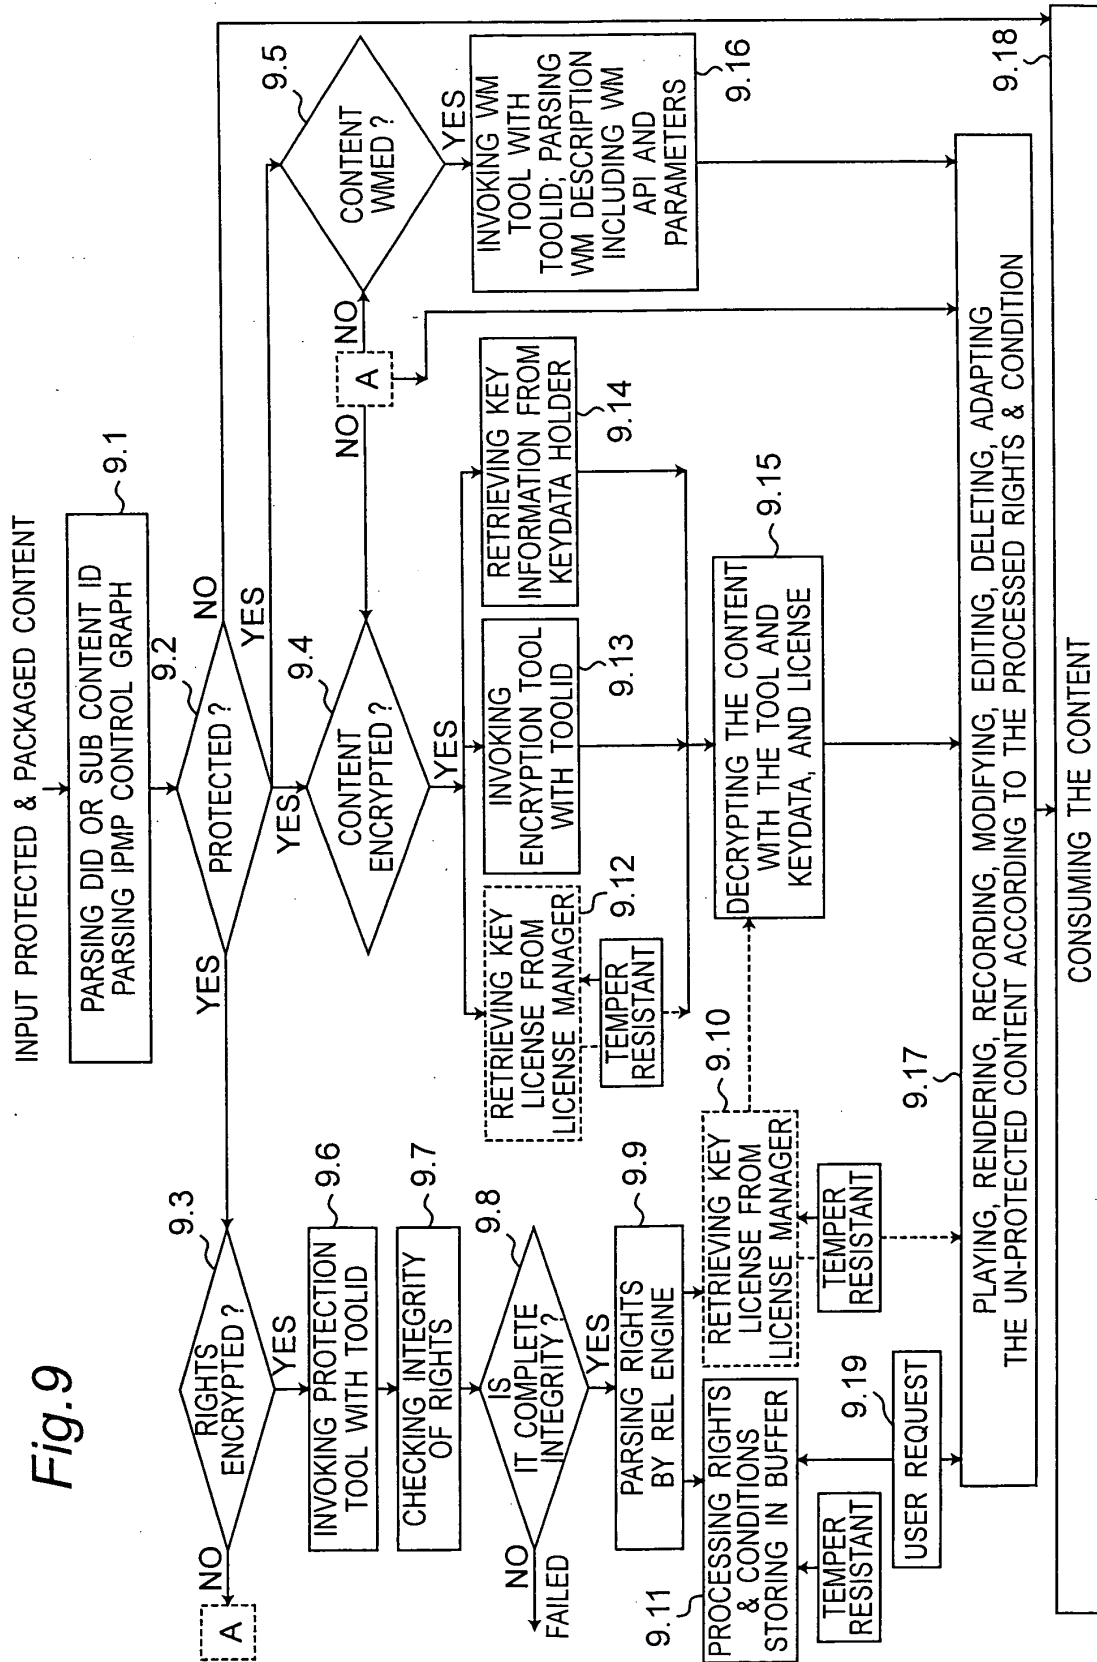 Fig.9
INPUT PROTECTED & PACKAGED CONTENT
PARSING DID OR SUB CONTENT ID
PARSING IPMP CONTROL GRAPH
9.1
9.2
PROTECTED?
NO
YES
YES
YES
9.3
RIGHTS
ENCRYPTED?
NO
A
YES
9.4
CONTENT
ENCRYPTED?
YES
NO
A
NO
9.5
CONTENT
WMED?
YES
INVOKING PROTECTION
TOOL WITH TOOLID
9.6
CHECKING INTEGRITY
OF RIGHTS
9.7
9.8
IS
IT COMPLETE
INTEGRITY?
NO
FAILED
YES
PARSING RIGHTS
BY REL ENGINE
9.9
9.11
PROCESSING RIGHTS
& CONDITIONS
STORING IN BUFFER
TEMPER
RESISTANT
9.19
USER REQUEST
RETRIEVING KEY
LICENSE FROM
LICENSE MANAGER
9.10
TEMPER
RESISTANT
RETRIEVING KEY
LICENSE FROM
LICENSE MANAGER
9.12
TEMPER
RESISTANT
INVOKING
ENCRYPTION TOOL
WITH TOOLID
9.13
RETRIEVING KEY
INFORMATION FROM
KEYDATA HOLDER
9.14
DECRYPTING THE CONTENT
WITH THE TOOL AND
KEYDATA, AND LICENSE
9.15
INVOKING WM
TOOL WITH
TOOLID; PARSING
WM DESCRIPTION
INCLUDING WM
API AND
PARAMETERS
9.16
9.17
PLAYING, RENDERING, RECORDING, MODIFYING, EDITING, DELETING, ADAPTING
THE UN-PROTECTED CONTENT ACCORDING TO THE PROCESSED RIGHTS & CONDITION
9.18
CONSUMING THE CONTENT